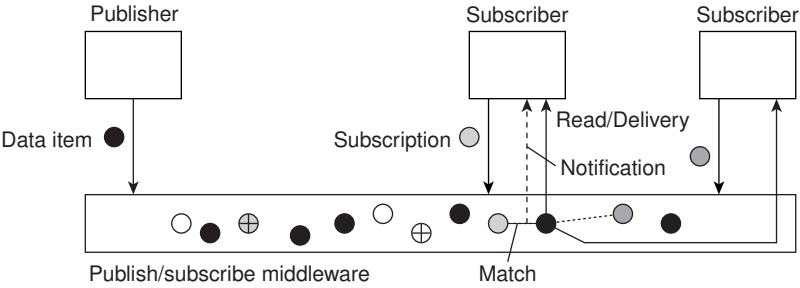 Publisher
Subscriber
Subscriber
Data item
Subscription
Read/Delivery
Notification
Publish/subscribe middleware
Match